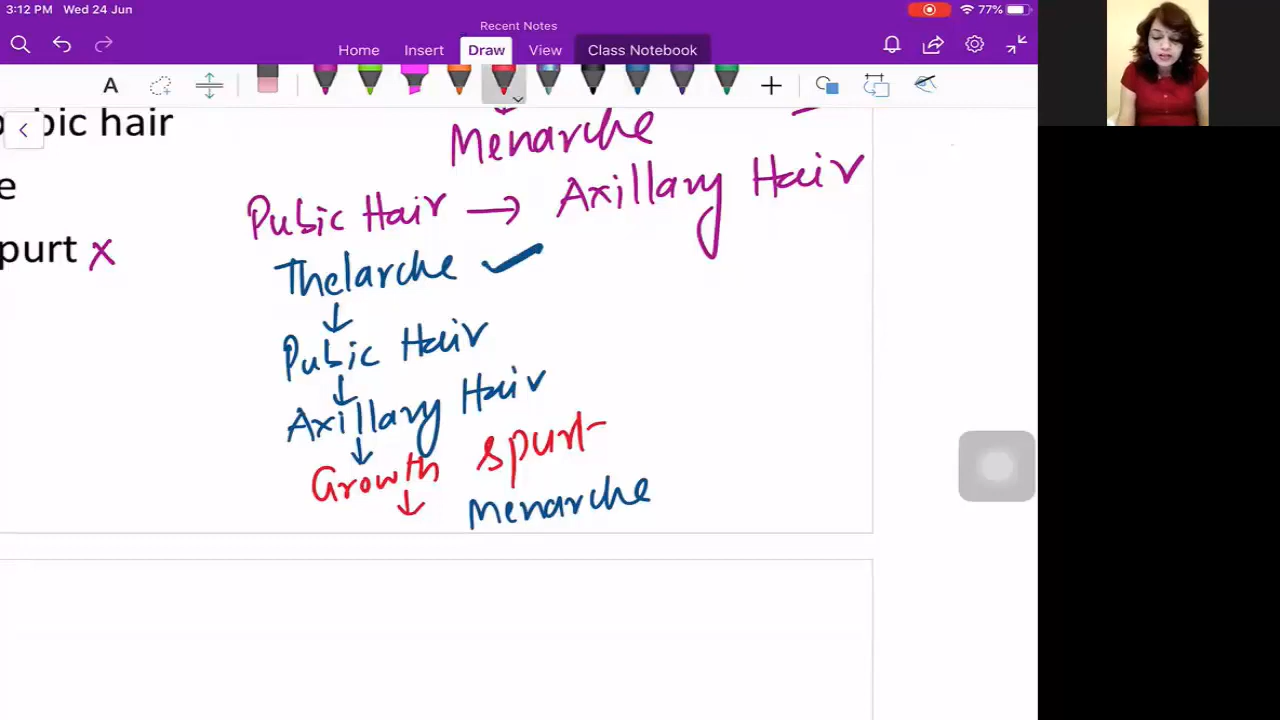 3:12 PM Wed 24 Jun
77%
Recent Notes
Home Insert Draw View Class Notebook
A
bic hair
Menarche
e
Pubic Hair → Axillary Hair
purt x
Thelarche ✓
↓
Pubic Hair
↓
Axillary Hair
↓
Growth spurt
↓
Menarche